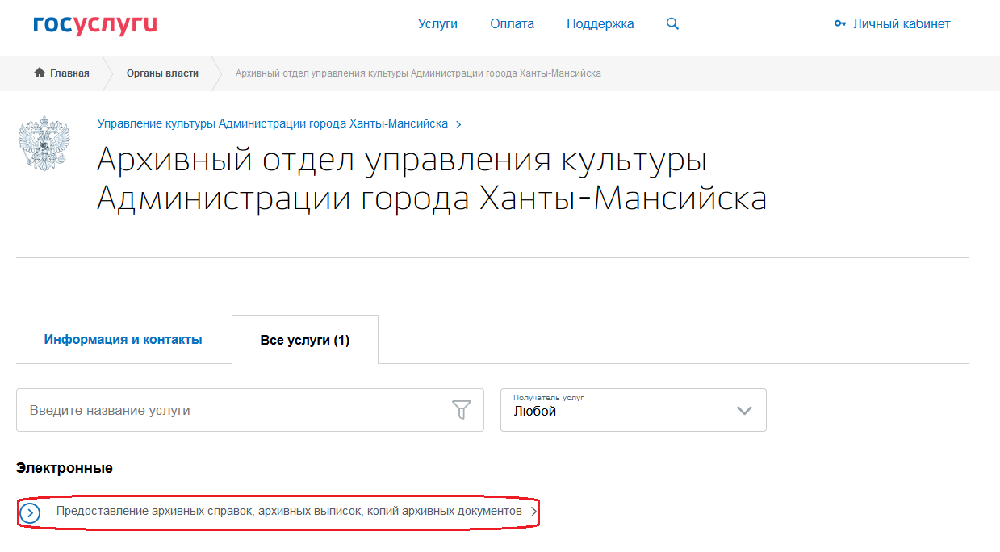 госуслуги
Услуги Оплата Поддержка Личный кабинет
Главная Органы власти Архивный отдел управления культуры Администрации города Ханты-Мансийска
Управление культуры Администрации города Ханты-Мансийска
Архивный отдел управления культуры
Администрации города Ханты-Мансийска
Информация и контакты Все услуги (1)
Введите название услуги
Получатель услуг
Любой
Электронные
Предоставление архивных справок, архивных выписок, копий архивных документов